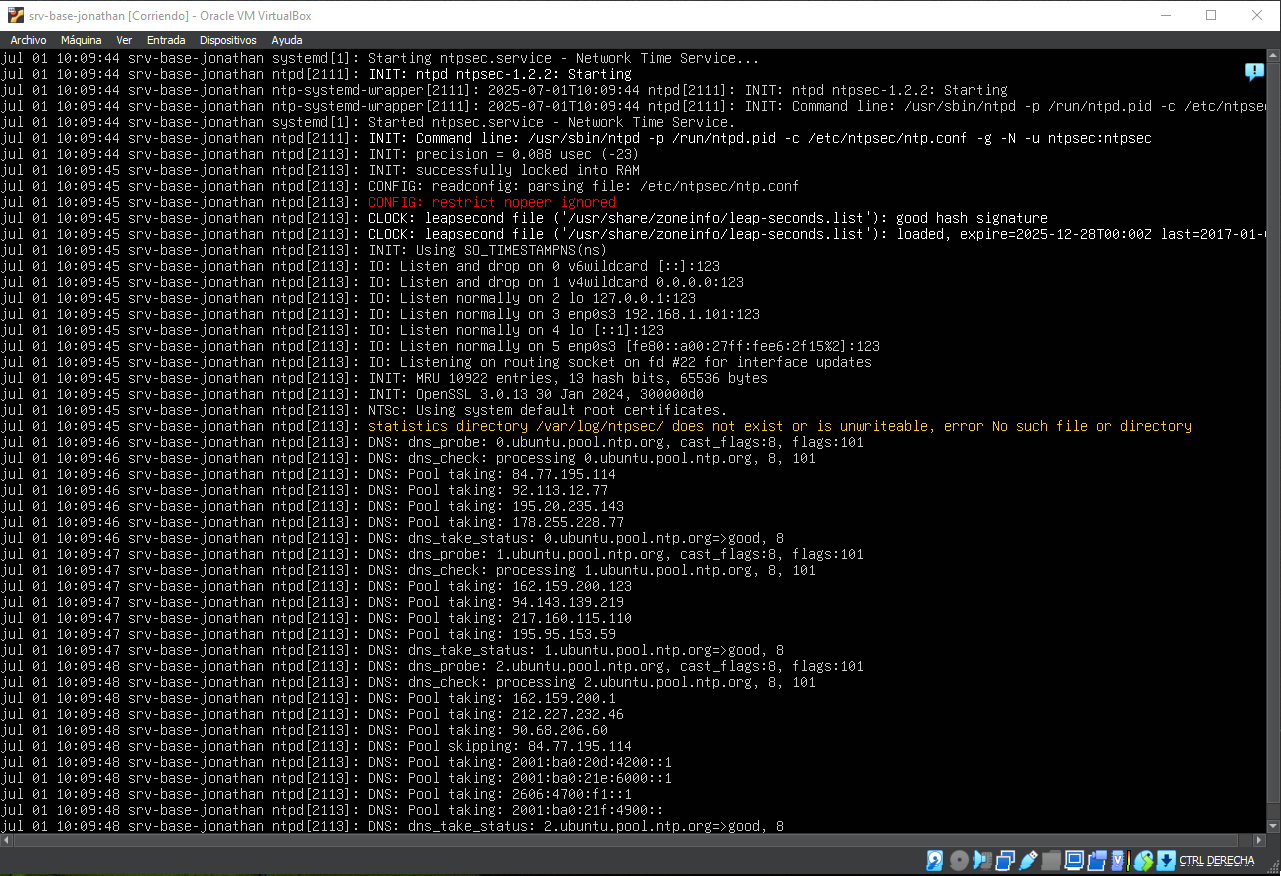 srv-base-jonathan [Corriendo] - Oracle VM VirtualBox
Archivo Máquina Ver Entrada Dispositivos Ayuda
jul 01 10:09:44 srv-base-jonathan systemd[1]: Starting ntpsec.service - Network Time Service...
jul 01 10:09:44 srv-base-jonathan ntpd[2111]: INIT: ntpd ntpsec-1.2.2: Starting
jul 01 10:09:44 srv-base-jonathan ntp-systemd-wrapper[2111]: 2025-07-01T10:09:44 ntpd[2111]: INIT: ntpd ntpsec-1.2.2: Starting
jul 01 10:09:44 srv-base-jonathan ntp-systemd-wrapper[2111]: 2025-07-01T10:09:44 ntpd[2111]: INIT: Command line: /usr/sbin/ntpd -p /run/ntpd.pid -c /etc/ntpse
jul 01 10:09:44 srv-base-jonathan systemd[1]: Started ntpsec.service - Network Time Service.
jul 01 10:09:44 srv-base-jonathan ntpd[2111]: INIT: Command line: /usr/sbin/ntpd -p /run/ntpd.pid -c /etc/ntpsec/ntp.conf -g -N -u ntpsec:ntpsec
jul 01 10:09:44 srv-base-jonathan ntpd[2113]: INIT: precision = 0.088 usec (-23)
jul 01 10:09:45 srv-base-jonathan ntpd[2113]: INIT: successfully locked into RAM
jul 01 10:09:45 srv-base-jonathan ntpd[2113]: CONFIG: readconfig: parsing file: /etc/ntpsec/ntp.conf
jul 01 10:09:45 srv-base-jonathan ntpd[2113]: CONFIG: restrict nopeer ignored
jul 01 10:09:45 srv-base-jonathan ntpd[2113]: CLOCK: leapsecond file ('/usr/share/zoneinfo/leap-seconds.list'): good hash signature
jul 01 10:09:45 srv-base-jonathan ntpd[2113]: CLOCK: leapsecond file ('/usr/share/zoneinfo/leap-seconds.list'): loaded, expire=2025-12-28T00:00Z last=2017-01-
jul 01 10:09:45 srv-base-jonathan ntpd[2113]: INIT: Using SO_TIMESTAMPNS(ns)
jul 01 10:09:45 srv-base-jonathan ntpd[2113]: IO: Listen and drop on 0 v6wildcard [::]:123
jul 01 10:09:45 srv-base-jonathan ntpd[2113]: IO: Listen and drop on 1 v4wildcard 0.0.0.0:123
jul 01 10:09:45 srv-base-jonathan ntpd[2113]: IO: Listen normally on 2 lo 127.0.0.1:123
jul 01 10:09:45 srv-base-jonathan ntpd[2113]: IO: Listen normally on 3 enp0s3 192.168.1.101:123
jul 01 10:09:45 srv-base-jonathan ntpd[2113]: IO: Listen normally on 4 lo [::1]:123
jul 01 10:09:45 srv-base-jonathan ntpd[2113]: IO: Listen normally on 5 enp0s3 [fe80::a00:27ff:fee6:2f15%2]:123
jul 01 10:09:45 srv-base-jonathan ntpd[2113]: IO: Listening on routing socket on fd #22 for interface updates
jul 01 10:09:45 srv-base-jonathan ntpd[2113]: INIT: MRU 10922 entries, 13 hash bits, 65536 bytes
jul 01 10:09:45 srv-base-jonathan ntpd[2113]: INIT: OpenSSL 3.0.13 30 Jan 2024, 300000d0
jul 01 10:09:45 srv-base-jonathan ntpd[2113]: NTSc: Using system default root certificates.
jul 01 10:09:45 srv-base-jonathan ntpd[2113]: statistics directory /var/log/ntpsec/ does not exist or is unwriteable, error No such file or directory
jul 01 10:09:46 srv-base-jonathan ntpd[2113]: DNS: dns_probe: 0.ubuntu.pool.ntp.org, cast_flags:8, flags:101
jul 01 10:09:46 srv-base-jonathan ntpd[2113]: DNS: dns_check: processing 0.ubuntu.pool.ntp.org, 8, 101
jul 01 10:09:46 srv-base-jonathan ntpd[2113]: DNS: Pool taking: 84.77.195.114
jul 01 10:09:46 srv-base-jonathan ntpd[2113]: DNS: Pool taking: 92.113.12.77
jul 01 10:09:46 srv-base-jonathan ntpd[2113]: DNS: Pool taking: 195.20.235.143
jul 01 10:09:46 srv-base-jonathan ntpd[2113]: DNS: Pool taking: 178.255.228.77
jul 01 10:09:46 srv-base-jonathan ntpd[2113]: DNS: dns_take_status: 0.ubuntu.pool.ntp.org=>good, 8
jul 01 10:09:47 srv-base-jonathan ntpd[2113]: DNS: dns_probe: 1.ubuntu.pool.ntp.org, cast_flags:8, flags:101
jul 01 10:09:47 srv-base-jonathan ntpd[2113]: DNS: dns_check: processing 1.ubuntu.pool.ntp.org, 8, 101
jul 01 10:09:47 srv-base-jonathan ntpd[2113]: DNS: Pool taking: 162.159.200.123
jul 01 10:09:47 srv-base-jonathan ntpd[2113]: DNS: Pool taking: 94.143.139.219
jul 01 10:09:47 srv-base-jonathan ntpd[2113]: DNS: Pool taking: 217.160.115.110
jul 01 10:09:47 srv-base-jonathan ntpd[2113]: DNS: Pool taking: 195.95.153.59
jul 01 10:09:47 srv-base-jonathan ntpd[2113]: DNS: dns_take_status: 1.ubuntu.pool.ntp.org=>good, 8
jul 01 10:09:48 srv-base-jonathan ntpd[2113]: DNS: dns_probe: 2.ubuntu.pool.ntp.org, cast_flags:8, flags:101
jul 01 10:09:48 srv-base-jonathan ntpd[2113]: DNS: dns_check: processing 2.ubuntu.pool.ntp.org, 8, 101
jul 01 10:09:48 srv-base-jonathan ntpd[2113]: DNS: Pool taking: 162.159.200.1
jul 01 10:09:48 srv-base-jonathan ntpd[2113]: DNS: Pool taking: 212.227.232.46
jul 01 10:09:48 srv-base-jonathan ntpd[2113]: DNS: Pool taking: 90.68.206.60
jul 01 10:09:48 srv-base-jonathan ntpd[2113]: DNS: Pool skipping: 84.77.195.114
jul 01 10:09:48 srv-base-jonathan ntpd[2113]: DNS: Pool taking: 2001:ba0:20d:4200::1
jul 01 10:09:48 srv-base-jonathan ntpd[2113]: DNS: Pool taking: 2001:ba0:21e:6000::1
jul 01 10:09:48 srv-base-jonathan ntpd[2113]: DNS: Pool taking: 2606:4700:f1::1
jul 01 10:09:48 srv-base-jonathan ntpd[2113]: DNS: Pool taking: 2001:ba0:21f:4900::
jul 01 10:09:48 srv-base-jonathan ntpd[2113]: DNS: dns_take_status: 2.ubuntu.pool.ntp.org=>good, 8
CTRL DERECHA